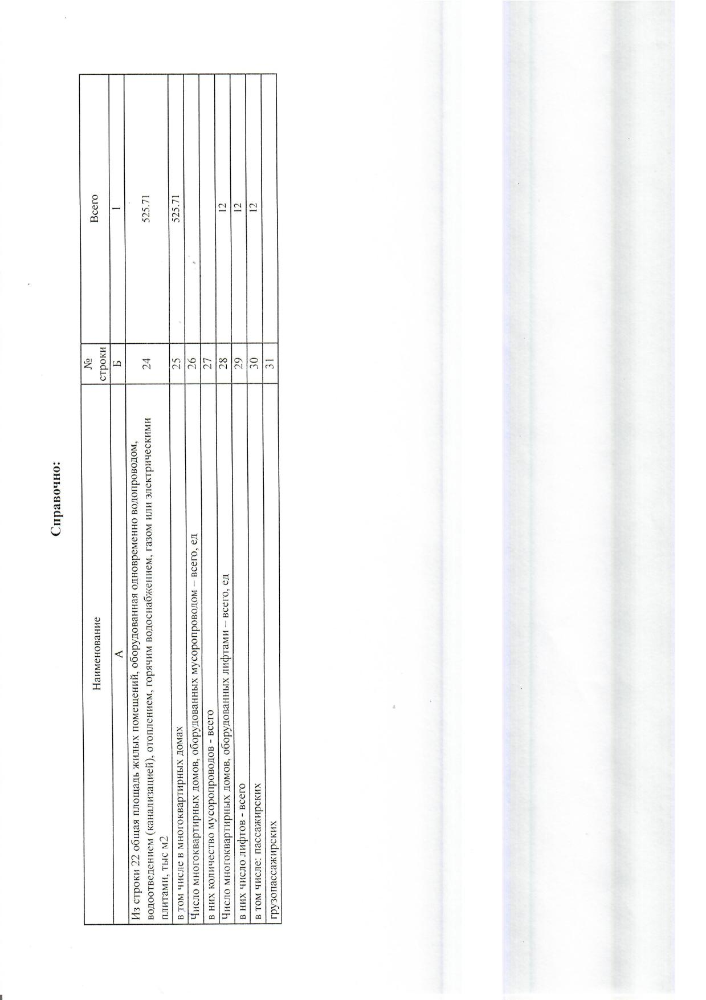 Справочно:
Наименование № строки Всего
А Б 1
Из строки 22 общая площадь жилых помещений, оборудованная одновременно водопроводом,
водоотведением (канализацией), отоплением, горячим водоснабжением, газом или электрическими 24 525.71
плитами, тыс м2
в том числе в многоквартирных домах 25 525.71
Число многоквартирных домов, оборудованных мусоропроводом – всего, ед 26
в них количество мусоропроводов - всего 27
Число многоквартирных домов, оборудованных лифтами – всего, ед 28 12
в них число лифтов - всего 29 12
в том числе: пассажирских 30 12
грузопассажирских 31